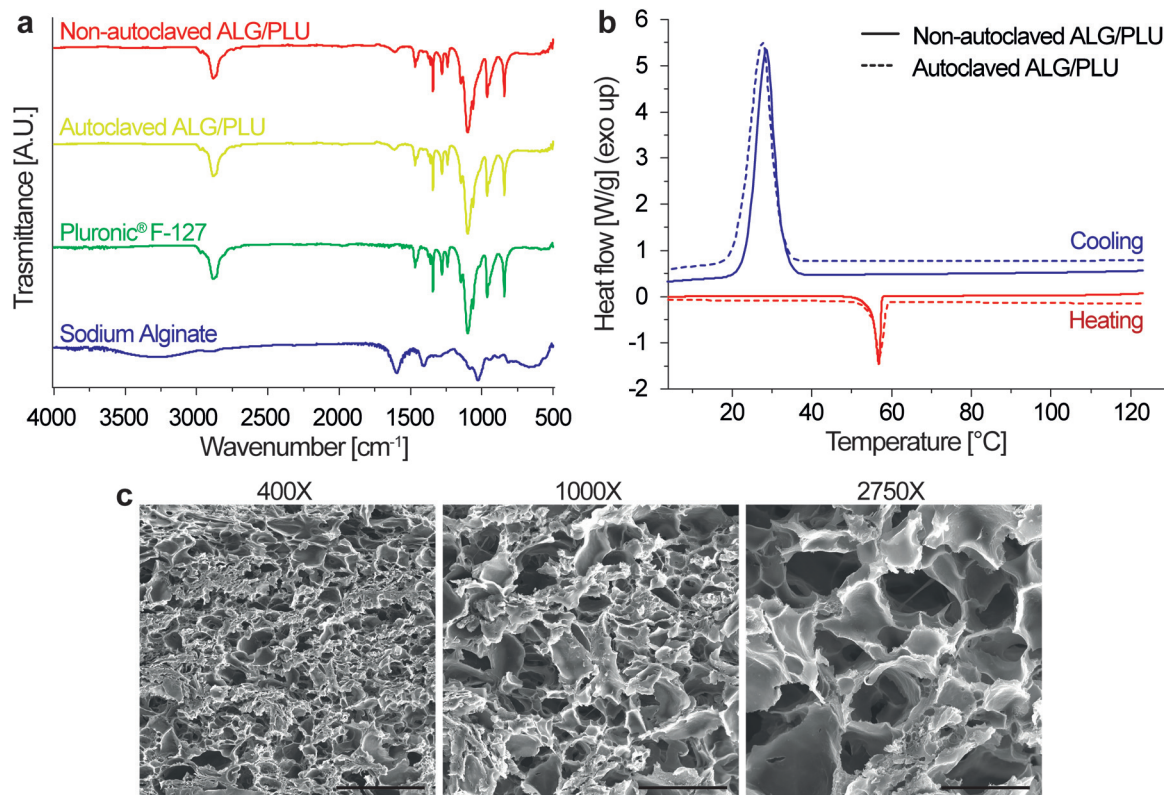 a
Non-autoclaved ALG/PLU
Autoclaved ALG/PLU
Pluronic® F-127
Sodium Alginate
Trasmittance [A.U.]
4000 3500 3000 2500 2000 1500 1000 500
Wavenumber [cm⁻¹]
b
Non-autoclaved ALG/PLU
Autoclaved ALG/PLU
Heat flow [W/g] (exo up)
6
5
4
3
2
1
0
-1
-2
Cooling
Heating
20 40 60 80 100 120
Temperature [°C]
c
400X 1000X 2750X